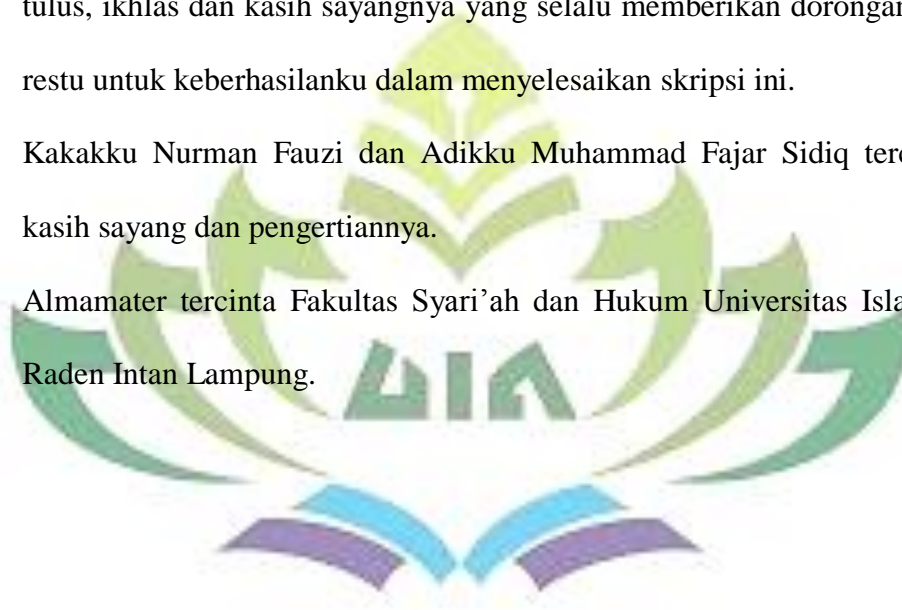 tulus, ikhlas dan kasih sayangnya yang selalu memberikan dorongan
restu untuk keberhasilanku dalam menyelesaikan skripsi ini.
Kakakku Nurman Fauzi dan Adikku Muhammad Fajar Sidiq
kasih sayang dan pengertiannya.
Almamater tercinta Fakultas Syari’ah dan Hukum Universitas
Raden Intan Lampung.
UIN